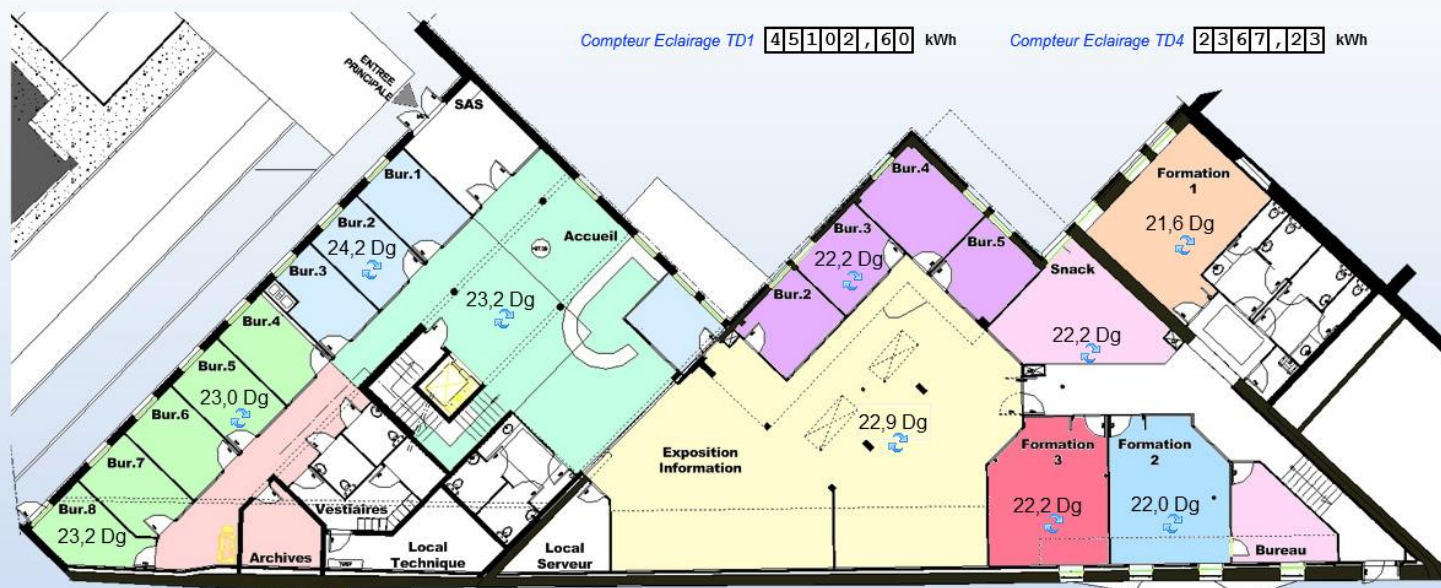 Compteur Eclairage TD1 45102,60 kWh
Compteur Eclairage TD4 2367,23 kWh
ENTREE
PRINCIPALE
SAS
Bur.1
Bur.2
24,2 Dg
Bur.3
Accueil
23,2 Dg
Bur.4
Bur.5
23,0 Dg
Bur.6
Bur.7
Bur.8
23,2 Dg
Archives
Vestiaires
Local
Technique
Local
Serveur
Exposition
Information
22,9 Dg
Bur.2
Bur.3
22,2 Dg
Bur.4
Bur.5
Snack
22,2 Dg
Formation
1
21,6 Dg
Formation
3
22,2 Dg
Formation
2
22,0 Dg
Bureau